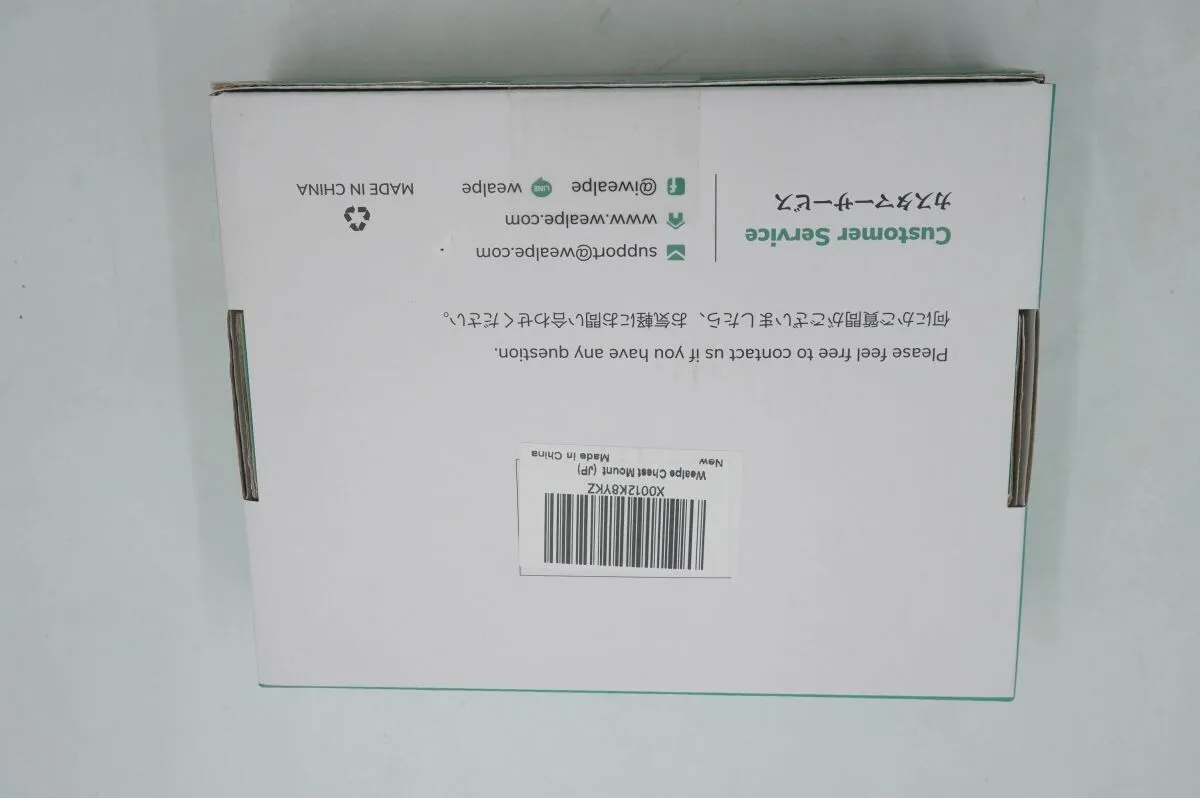 Please feel free to contact us if you have any question.
何にかご質問がございましたら、お気軽にお問い合わせください。
Customer Service
カスタマーサービス
support@wealpe.com
www.wealpe.com
@iwealpe LINE wealpe
MADE IN CHINA
X0012K8YKZ
Wealpe Chest Mount (JP)
New Made in China